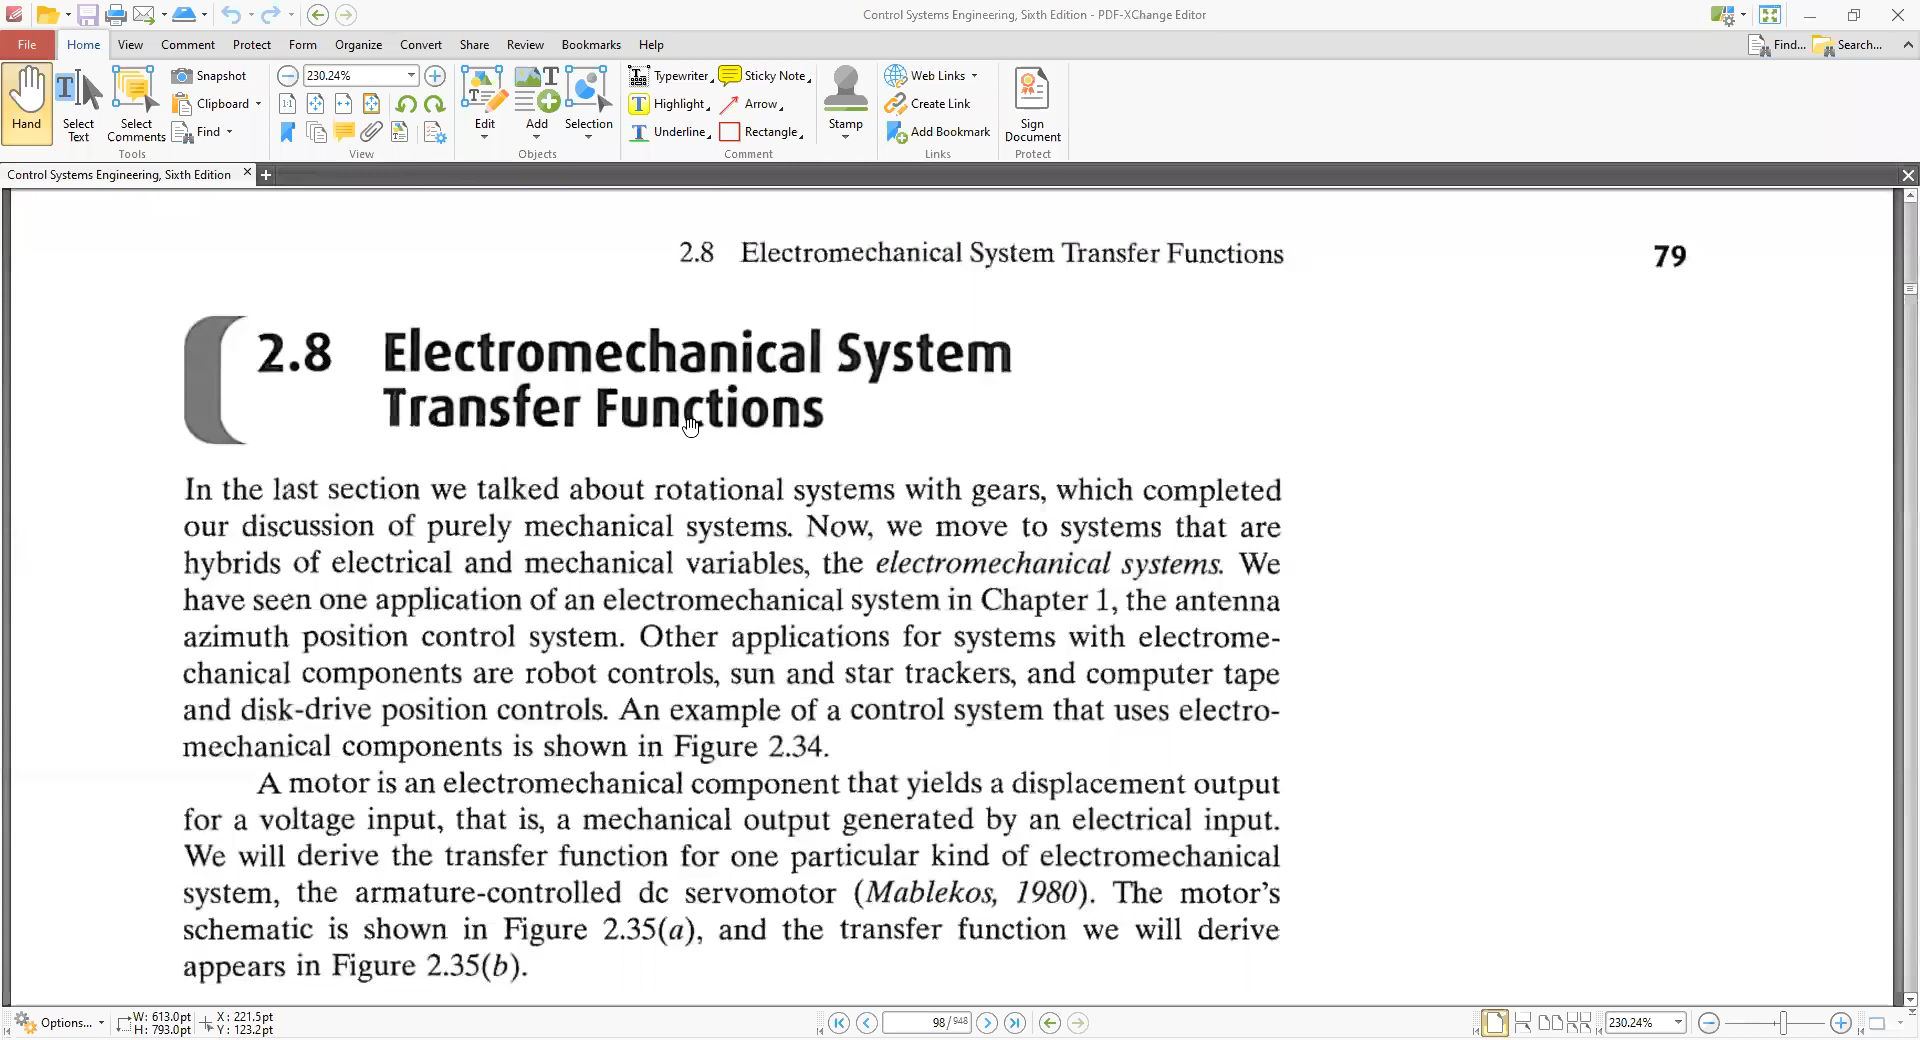 Control Systems Engineering, Sixth Edition - PDF-XChange Editor
File Home View Comment Protect Form Organize Convert Share Review Bookmarks Help Find... Search...
Hand
Select Text
Select Comments
Snapshot
Clipboard
Find
Tools
230.24%
1:1
View
Edit
Add
Selection
Objects
Typewriter
Sticky Note
Highlight
Arrow
Underline
Rectangle
Stamp
Comment
Web Links
Create Link
Add Bookmark
Links
Sign Document
Protect
Control Systems Engineering, Sixth Edition
2.8 Electromechanical System Transfer Functions 79
2.8 Electromechanical System
Transfer Functions
In the last section we talked about rotational systems with gears, which completed
our discussion of purely mechanical systems. Now, we move to systems that are
hybrids of electrical and mechanical variables, the electromechanical systems. We
have seen one application of an electromechanical system in Chapter 1, the antenna
azimuth position control system. Other applications for systems with electrome-
chanical components are robot controls, sun and star trackers, and computer tape
and disk-drive position controls. An example of a control system that uses electro-
mechanical components is shown in Figure 2.34.
A motor is an electromechanical component that yields a displacement output
for a voltage input, that is, a mechanical output generated by an electrical input.
We will derive the transfer function for one particular kind of electromechanical
system, the armature-controlled dc servomotor (Mablekos, 1980). The motor's
schematic is shown in Figure 2.35(a), and the transfer function we will derive
appears in Figure 2.35(b).
Options...
W: 613.0pt
H: 793.0pt
X: 221.5pt
Y: 123.2pt
98/948
230.24%